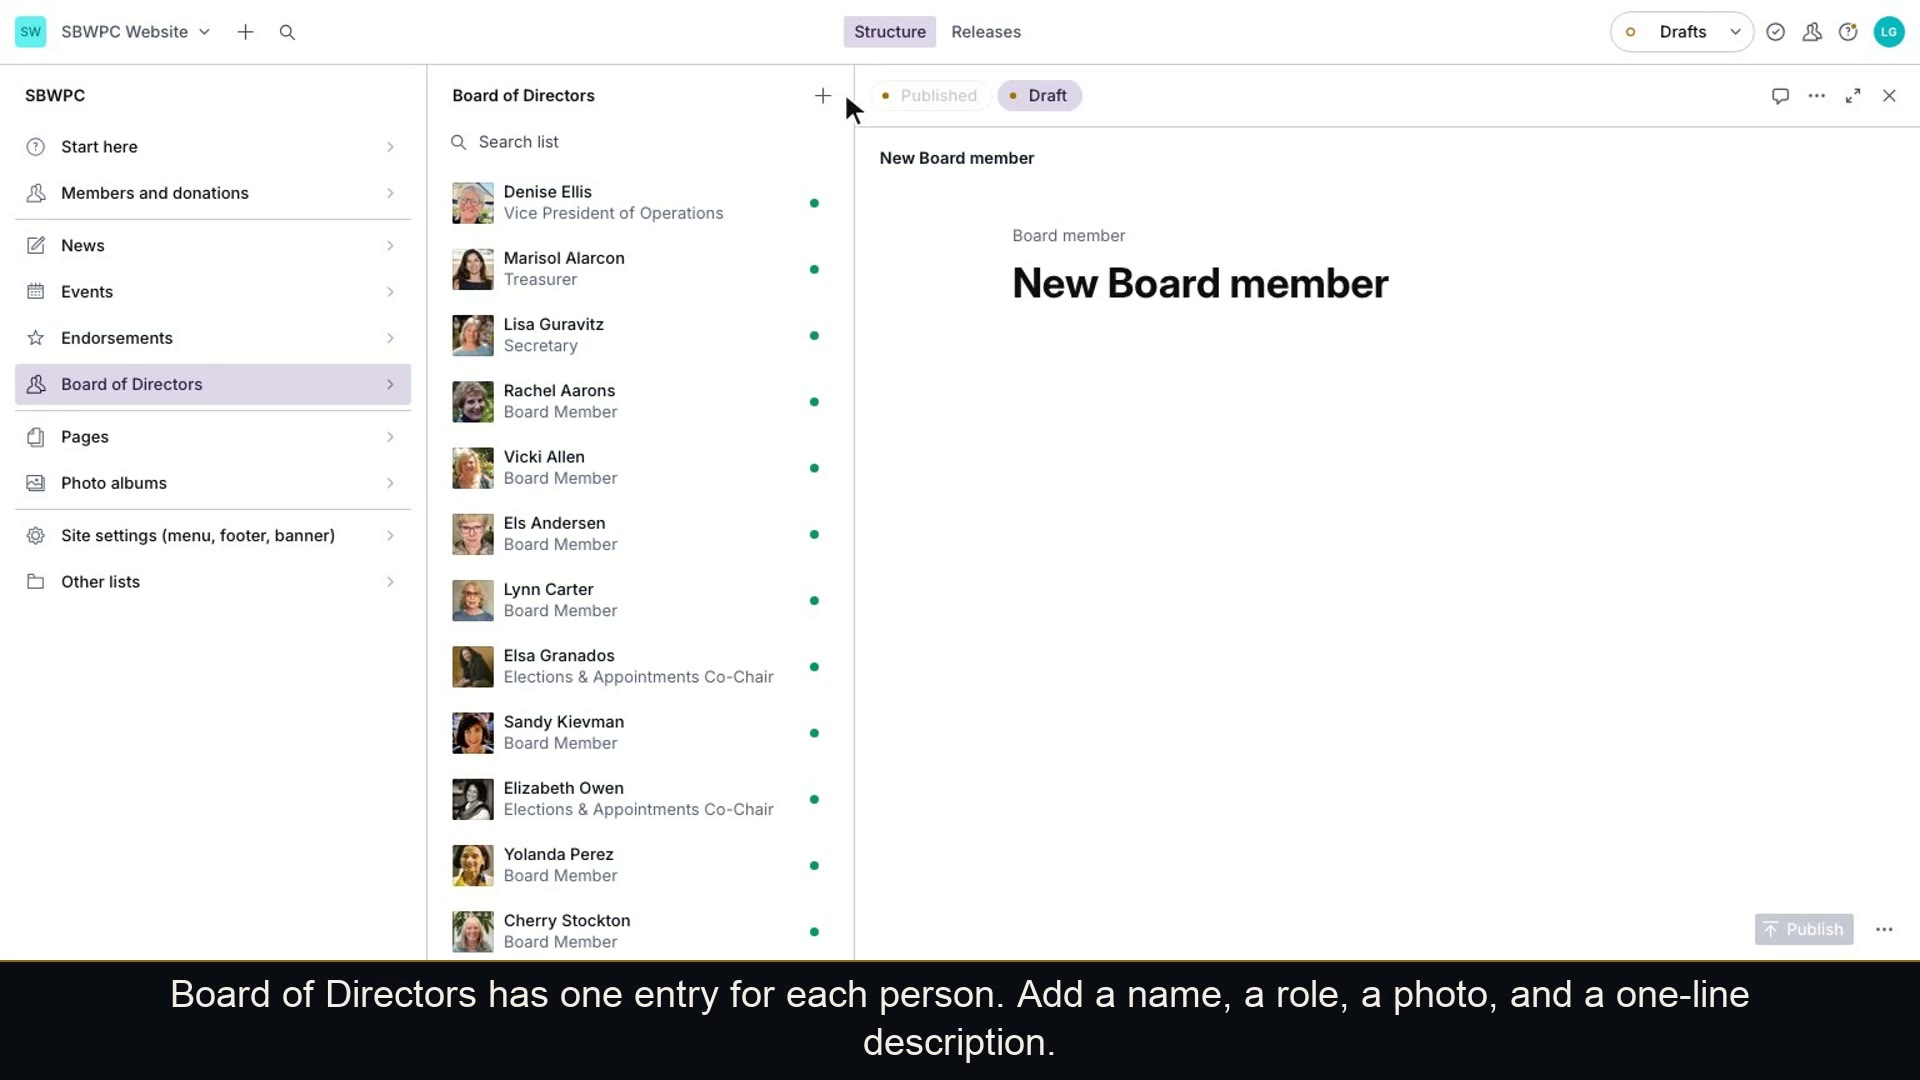 SW SBWPC Website
Structure Releases
Drafts
LG
SBWPC
Start here
Members and donations
News
Events
Endorsements
Board of Directors
Pages
Photo albums
Site settings (menu, footer, banner)
Other lists
Board of Directors
Search list
Denise Ellis
Vice President of Operations
Marisol Alarcon
Treasurer
Lisa Guravitz
Secretary
Rachel Aarons
Board Member
Vicki Allen
Board Member
Els Andersen
Board Member
Lynn Carter
Board Member
Elsa Granados
Elections & Appointments Co-Chair
Sandy Kievman
Board Member
Elizabeth Owen
Elections & Appointments Co-Chair
Yolanda Perez
Board Member
Cherry Stockton
Board Member
Published Draft
New Board member
Board member
New Board member
Publish
Board of Directors has one entry for each person. Add a name, a role, a photo, and a one-line
description.